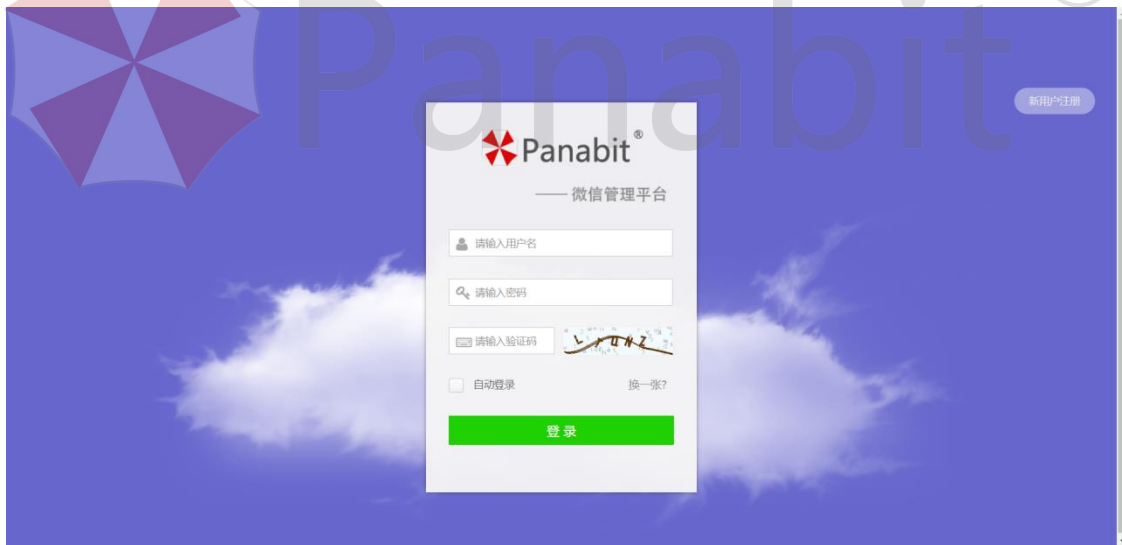 Panabit
新用户注册
Panabit®
—— 微信管理平台
请输入用户名
请输入密码
请输入验证码
自动登录 换一张?
登录